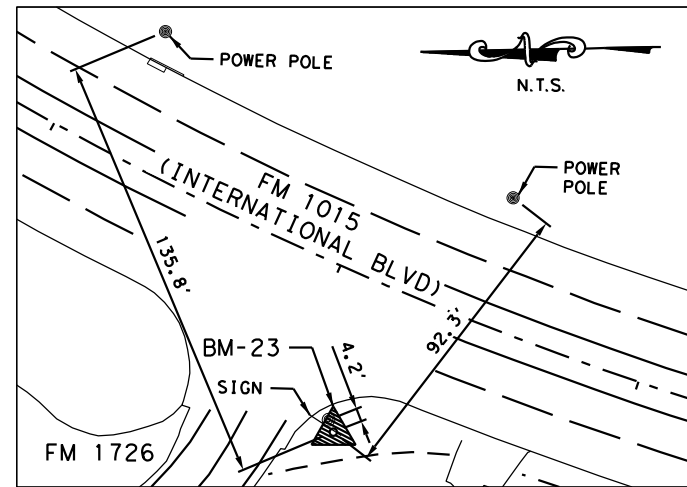 POWER POLE
N
N.T.S.
POWER
POLE
FM 1015
(INTERNATIONAL BLVD)
135.8'
92.3'
BM-23
4.2'
SIGN
FM 1726